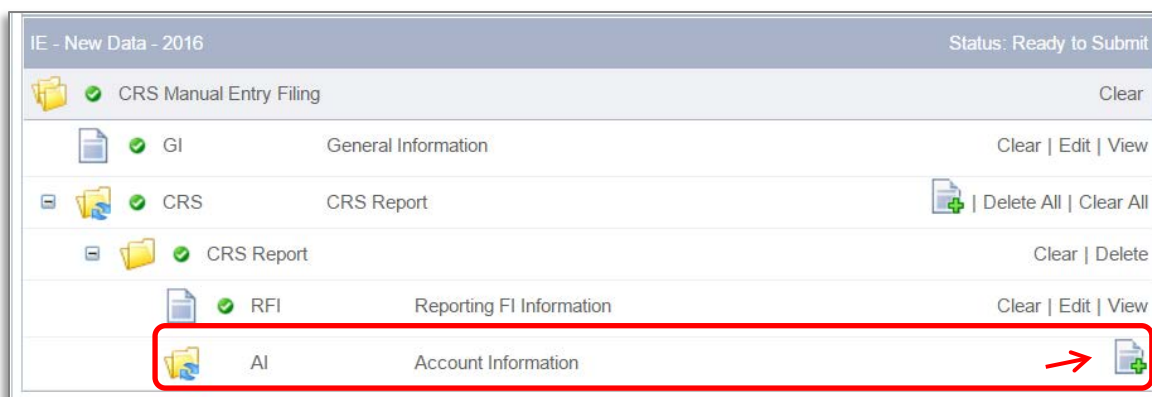 IE - New Data - 2016 Status: Ready to Submit
CRS Manual Entry Filing Clear
GI General Information Clear | Edit | View
CRS CRS Report | Delete All | Clear All
CRS Report Clear | Delete
RFI Reporting FI Information Clear | Edit | View
AI Account Information